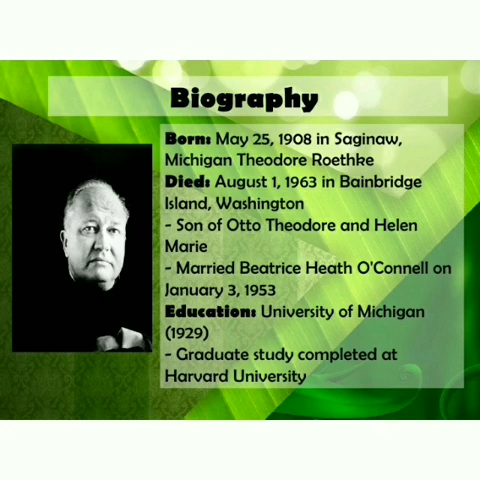 Biography
Born: May 25, 1908 in Saginaw,
Michigan Theodore Roethke
Died: August 1, 1963 in Bainbridge
Island, Washington
- Son of Otto Theodore and Helen
Marie
- Married Beatrice Heath O'Connell on
January 3, 1953
Education: University of Michigan
(1929)
- Graduate study completed at
Harvard University